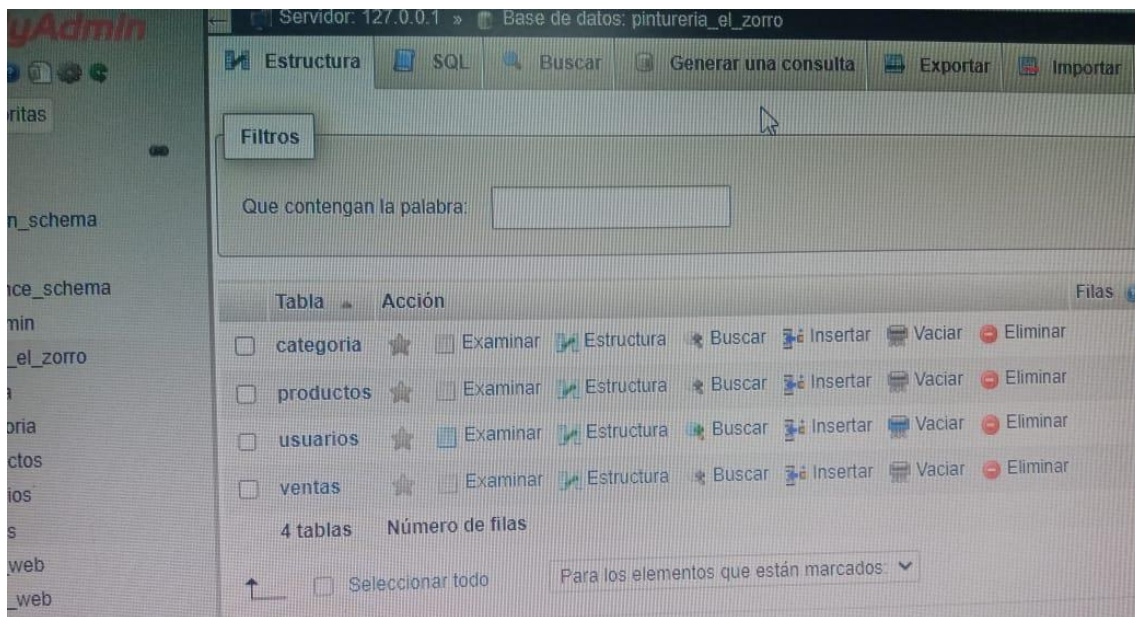 yAdmin
Servidor: 127.0.0.1 » Base de datos: pintureria_el_zorro
Estructura SQL Buscar Generar una consulta Exportar Importar
ritas
Filtros
Que contengan la palabra:
n_schema
nce_schema
min
_el_zorro
oria
ctos
ios
s
_web
_web
Tabla Acción Filas
categoria Examinar Estructura Buscar Insertar Vaciar Eliminar
productos Examinar Estructura Buscar Insertar Vaciar Eliminar
usuarios Examinar Estructura Buscar Insertar Vaciar Eliminar
ventas Examinar Estructura Buscar Insertar Vaciar Eliminar
4 tablas Número de filas
Seleccionar todo Para los elementos que están marcados: